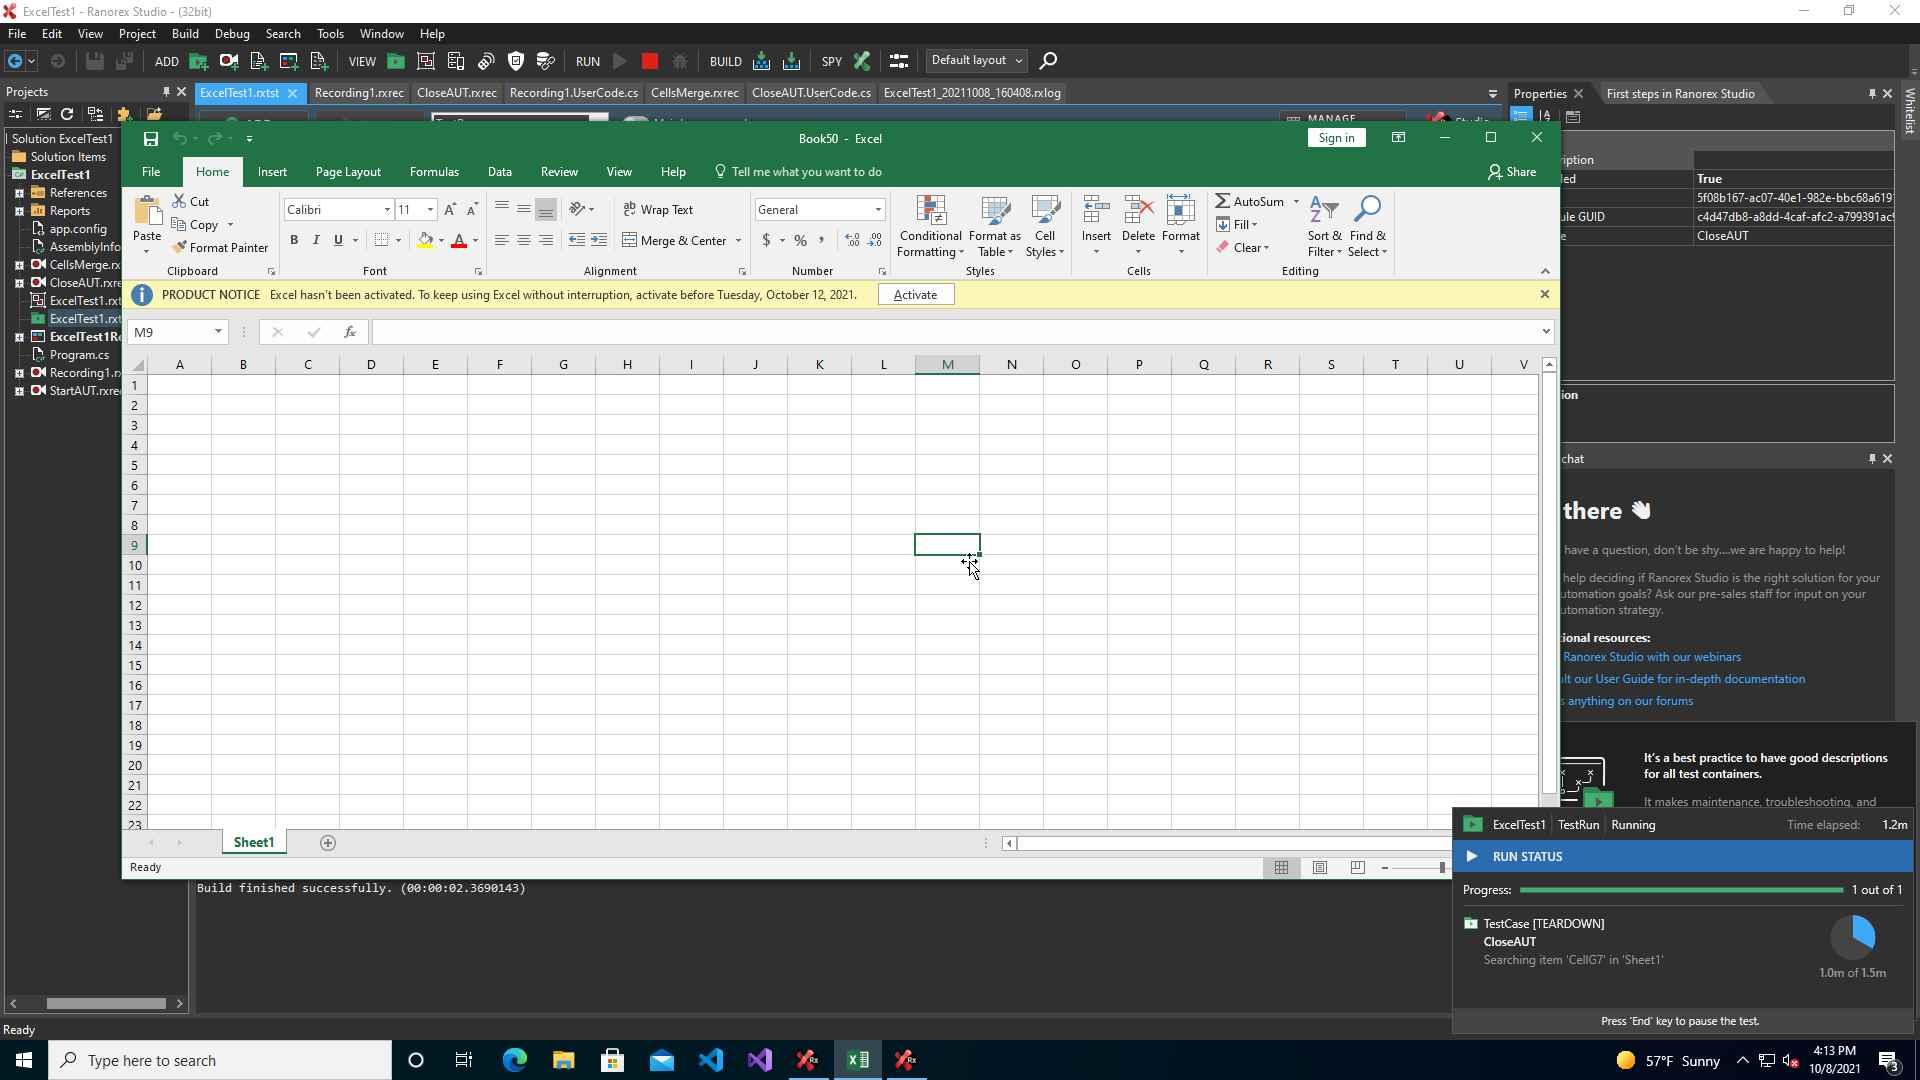 ExcelTest1 - Ranorex Studio - (32bit)
File Edit View Project Build Debug Search Tools Window Help
ADD VIEW RUN BUILD SPY Default layout
Projects
ExcelTest1.rxtst Recording1.rxrec CloseAUT.rxrec Recording1.UserCode.cs CellsMerge.rxrec CloseAUT.UserCode.cs ExcelTest1_20211008_160408.rxlog
Properties First steps in Ranorex Studio
Whitelist
MANAGE
Solution ExcelTest1
Solution Items
ExcelTest1
References
Reports
app.config
AssemblyInfo
CellsMerge.rx
CloseAUT.rxre
ExcelTest1.rxt
ExcelTest1.rxt
ExcelTest1Re
Program.cs
Recording1.rx
StartAUT.rxrec
Book50 - Excel
Sign in
File Home Insert Page Layout Formulas Data Review View Help Tell me what you want to do Share
Paste
Cut
Copy
Format Painter
Clipboard
Calibri 11
B I U
Font
Wrap Text
Merge & Center
Alignment
General
$ % ,
Number
Conditional Formatting
Format as Table
Cell Styles
Styles
Insert Delete Format
Cells
AutoSum
Fill
Clear
Sort & Filter
Find & Select
Editing
PRODUCT NOTICE Excel hasn't been activated. To keep using Excel without interruption, activate before Tuesday, October 12, 2021. Activate
M9 fx
A B C D E F G H I J K L M N O P Q R S T U V
1
2
3
4
5
6
7
8
9
10
11
12
13
14
15
16
17
18
19
20
21
22
23
Sheet1
Ready
Build finished successfully. (00:00:02.3690143)
ription
led True
5f08b167-ac07-40e1-982e-bbc68a619
ule GUID c4d47db8-a8dd-4caf-afc2-a799391ac9
e CloseAUT
ion
chat
there
have a question, don't be shy....we are happy to help!
help deciding if Ranorex Studio is the right solution for your
utomation goals? Ask our pre-sales staff for input on your
utomation strategy.
ional resources:
Ranorex Studio with our webinars
ult our User Guide for in-depth documentation
s anything on our forums
It's a best practice to have good descriptions
for all test containers.
It makes maintenance, troubleshooting, and
ExcelTest1 TestRun Running Time elapsed: 1.2m
RUN STATUS
Progress: 1 out of 1
TestCase [TEARDOWN]
CloseAUT
Searching item 'CellG7' in 'Sheet1'
1.0m of 1.5m
Press 'End' key to pause the test.
Ready
Type here to search
57°F Sunny
4:13 PM
10/8/2021
3